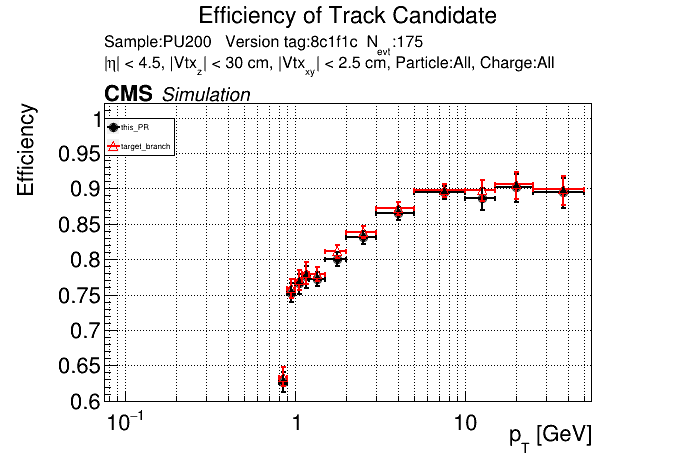 Efficiency of Track Candidate
Sample:PU200 Version tag:8c1f1c N_evt:175
|η| < 4.5, |Vtx_z| < 30 cm, |Vtx_xy| < 2.5 cm, Particle:All, Charge:All
CMS Simulation
Efficiency
this_PR
target_branch
1
0.95
0.9
0.85
0.8
0.75
0.7
0.65
0.6
10⁻¹
1
10
p_T [GeV]